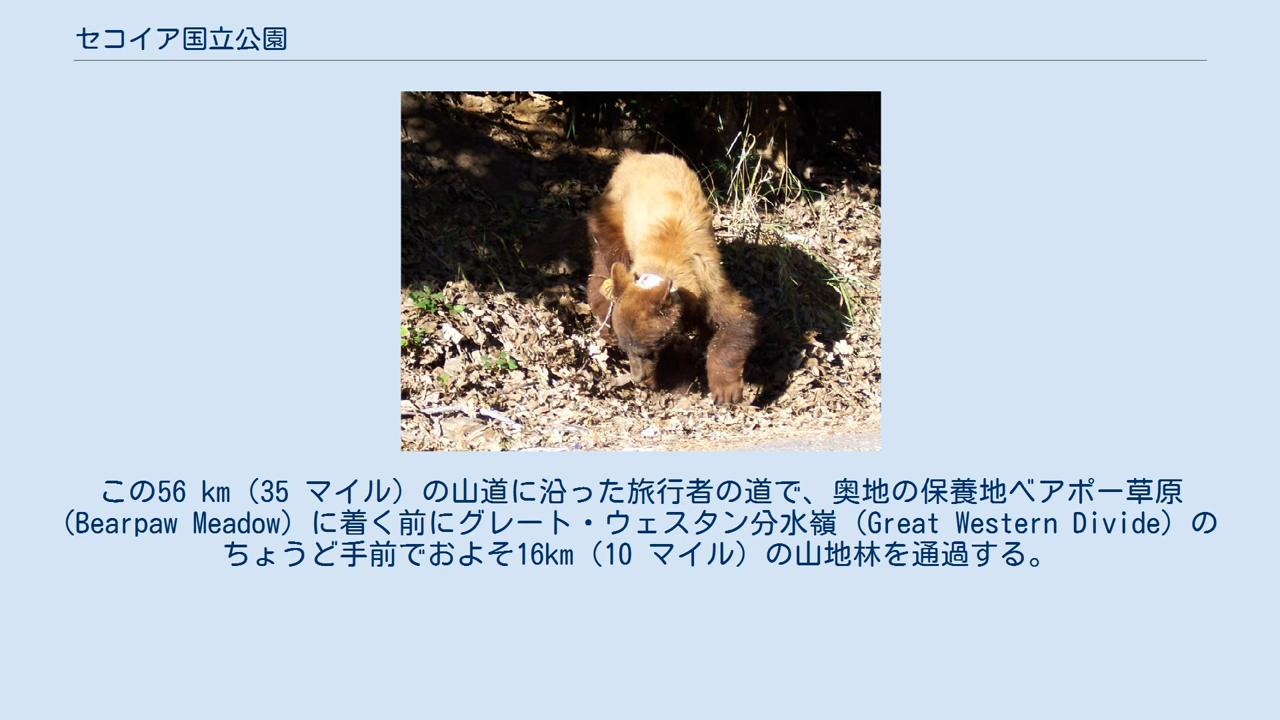 セコイア国立公園
この56 km（35 マイル）の山道に沿った旅行者の道で、奥地の保養地ベアポー草原
（Bearpaw Meadow）に着く前にグレート・ウェスタン分水嶺（Great Western Divide）の
ちょうど手前でおよそ16km（10 マイル）の山地林を通過する。